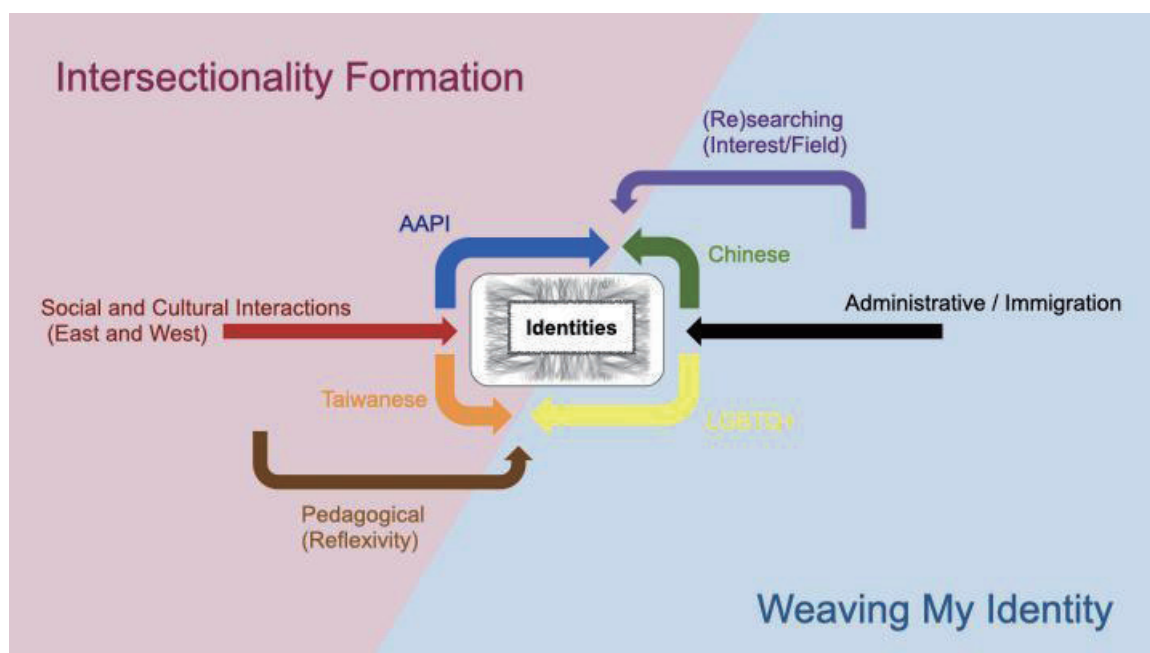 Intersectionality Formation
(Re)searching
(Interest/Field)
AAPI
Chinese
Social and Cultural Interactions
(East and West)
Identities
Administrative / Immigration
Taiwanese
LGBTQ+
Pedagogical
(Reflexivity)
Weaving My Identity